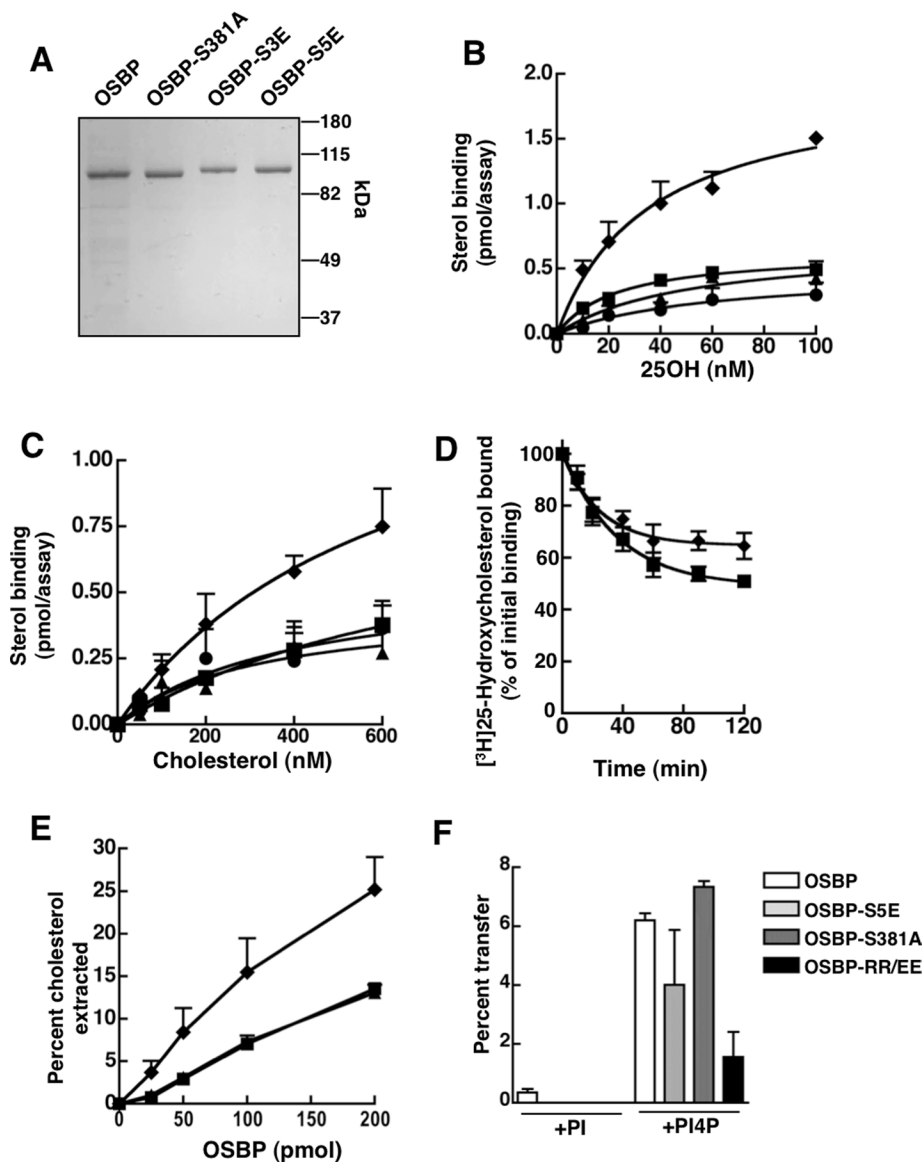 A
OSBP
OSBP-S381A
OSBP-S3E
OSBP-S5E
180
115
82
49
37
kDa
B
Sterol binding
(pmol/assay)
2.0
1.5
1.0
0.5
0.0
0
20
40
60
80
100
25OH (nM)
C
Sterol binding
(pmol/assay)
1.00
0.75
0.50
0.25
0.00
0
200
400
600
Cholesterol (nM)
D
[³H]25-Hydroxycholesterol bound
(% of initial binding)
100
80
60
40
20
0
0
40
80
120
Time (min)
E
Percent cholesterol
extracted
30
25
20
15
10
5
0
0
50
100
150
200
OSBP (pmol)
F
Percent transfer
8
6
4
2
0
+PI
+PI4P
OSBP
OSBP-S5E
OSBP-S381A
OSBP-RR/EE